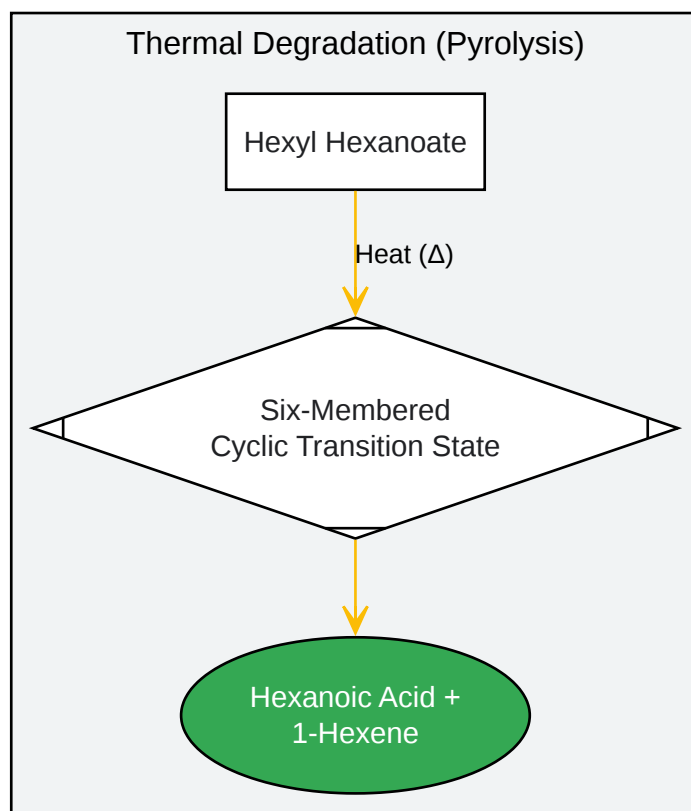 Thermal Degradation (Pyrolysis)
Hexyl Hexanoate
Heat (Δ)
Six-Membered
Cyclic Transition State
Hexanoic Acid +
1-Hexene